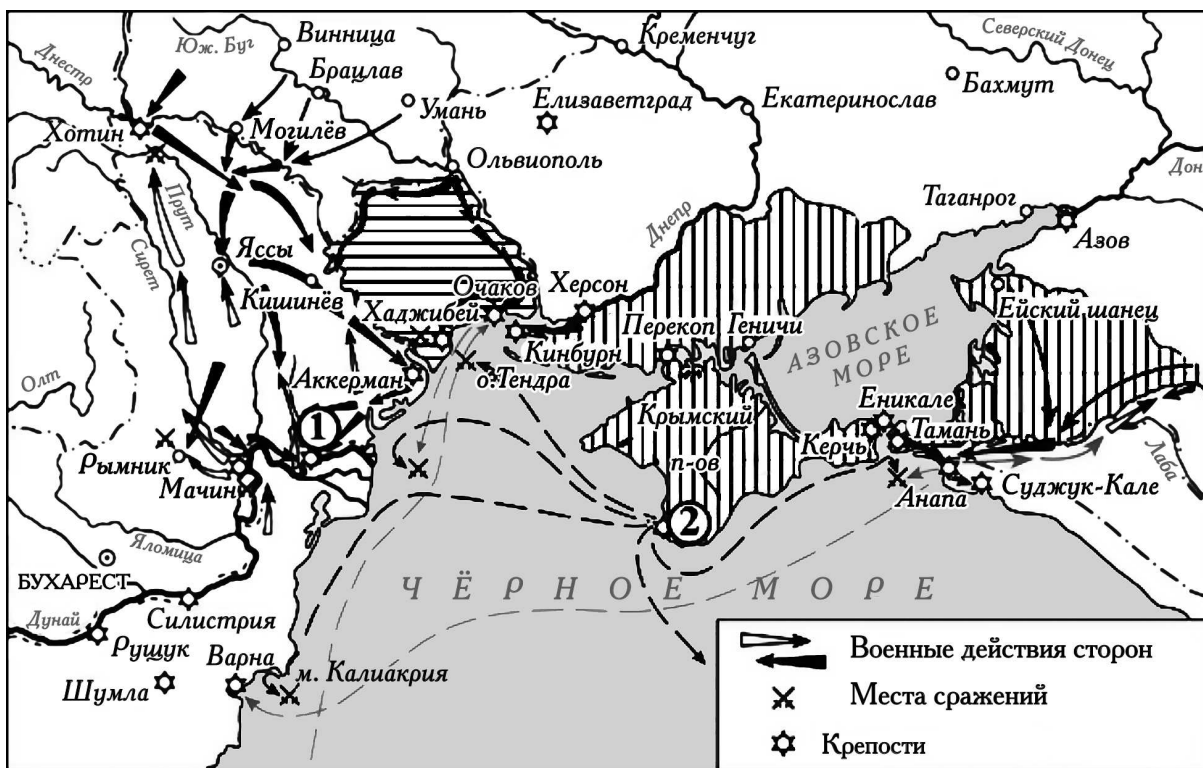 Днестр
Юж. Буг
Винница
Кременчуг
Северский Донец
Брацлав
Бахмут
Умань
Елизаветград
Екатеринослав
Хотин
Могилёв
Ольвиополь
Дон
Прут
Таганрог
Днепр
Сирет
Яссы
Азов
Кишинёв
Очаков
Херсон
Хаджибей
Перекоп
Геничи
Ейский шанец
АЗОВСКОЕ
МОРЕ
Кинбурн
Олт
Аккерман
о.Тендра
Еникале
1
Крымский
Тамань
Керчь
Рымник
п-ов
Лаба
Мачин
Анапа
Суджук-Кале
2
Яломица
БУХАРЕСТ
ЧЁРНОЕ МОРЕ
Силистрия
Дунай
Рущук
Варна
м. Калиакрия
Шумла
Военные действия сторон
Места сражений
Крепости